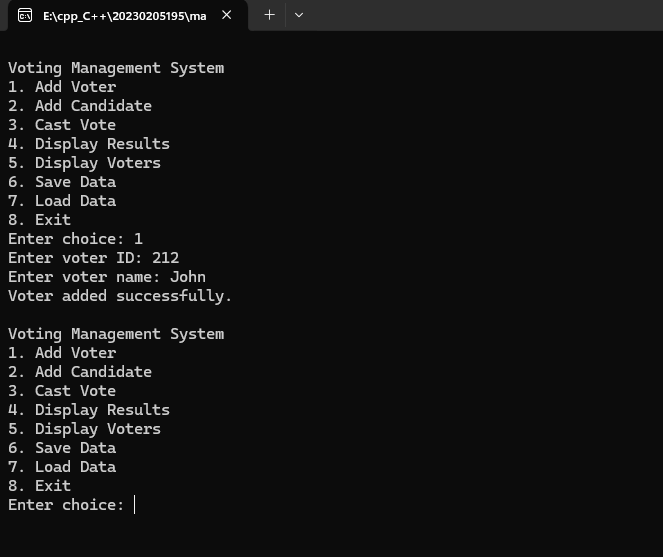 E:\cpp_C++\20230205195\ma
Voting Management System
1. Add Voter
2. Add Candidate
3. Cast Vote
4. Display Results
5. Display Voters
6. Save Data
7. Load Data
8. Exit
Enter choice: 1
Enter voter ID: 212
Enter voter name: John
Voter added successfully.
Voting Management System
1. Add Voter
2. Add Candidate
3. Cast Vote
4. Display Results
5. Display Voters
6. Save Data
7. Load Data
8. Exit
Enter choice: